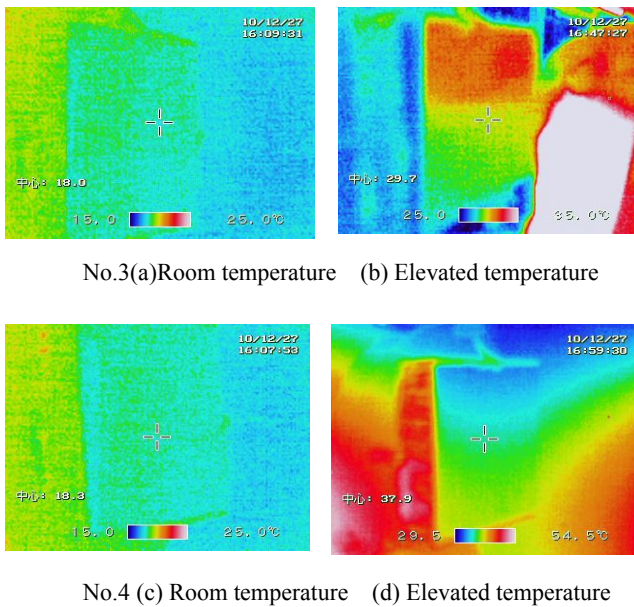 10/12/27
16:09:31
中心: 18.0
15.0 25.0℃
10/12/27
16:47:27
中心: 29.7
25.0 35.0℃
No.3(a)Room temperature (b) Elevated temperature
10/12/27
16:07:53
中心: 18.3
15.0 25.0℃
10/12/27
16:59:30
中心: 37.9
29.5 54.5℃
No.4 (c) Room temperature (d) Elevated temperature